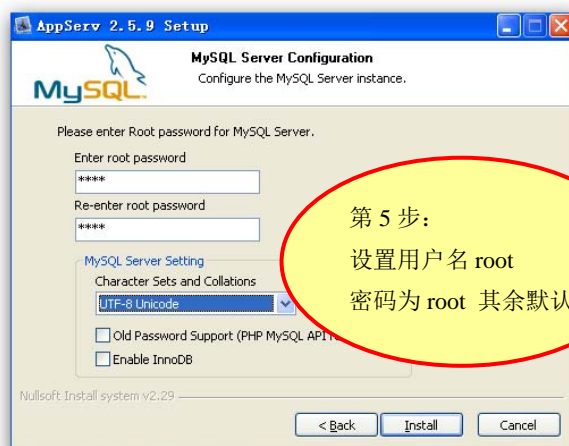 AppServ 2.5.9 Setup
MySQL Server Configuration
Configure the MySQL Server instance.
MySQL
Please enter Root password for MySQL Server.
Enter root password
****
Re-enter root password
****
MySQL Server Setting
Character Sets and Collations
UTF-8 Unicode
Old Password Support (PHP MySQL API
Enable InnoDB
第 5 步：
设置用户名 root
密码为 root 其余默认
Nullsoft Install system v2.29
< Back
Install
Cancel